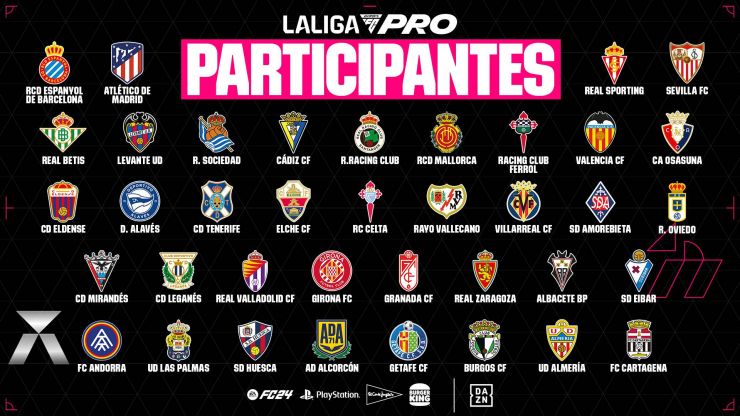 LALIGA FC PRO
PARTICIPANTES
RCD ESPANYOL
DE BARCELONA
ATLÉTICO DE
MADRID
REAL SPORTING
SEVILLA FC
REAL BETIS
LEVANTE UD
R. SOCIEDAD
CÁDIZ CF
R.RACING CLUB
RCD MALLORCA
RACING CLUB
FERROL
VALENCIA CF
CA OSASUNA
CD ELDENSE
D. ALAVÉS
CD TENERIFE
ELCHE CF
RC CELTA
RAYO VALLECANO
VILLARREAL CF
SD AMOREBIETA
R. OVIEDO
CD MIRANDÉS
CD LEGANÉS
REAL VALLADOLID CF
GIRONA FC
GRANADA CF
REAL ZARAGOZA
ALBACETE BP
SD EIBAR
FC ANDORRA
UD LAS PALMAS
SD HUESCA
AD ALCORCÓN
GETAFE CF
BURGOS CF
UD ALMERÍA
FC CARTAGENA
EA SPORTS FC24
PlayStation.
El Corte Inglés
BURGER
KING
DAZN